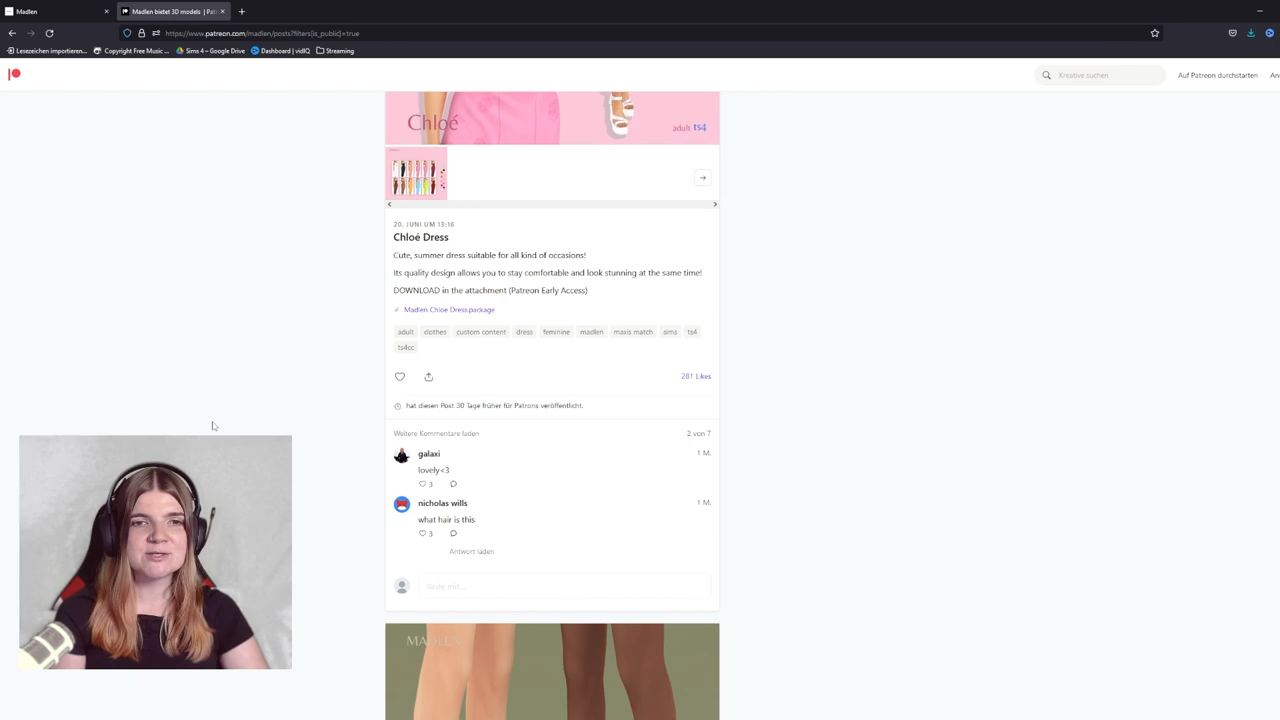 Madlen
Madlen bietet 3D models | Pat
https://www.patreon.com/madlen/posts?filters[is_public]=true
Lesezeichen importieren...
Copyright Free Music ...
Sims 4 – Google Drive
Dashboard | vidIQ
Streaming
Kreative suchen
Auf Patreon durchstarten
Chloé
adult ts4
20. JUNI UM 13:16
Chloé Dress
Cute, summer dress suitable for all kind of occasions!
Its quality design allows you to stay comfortable and look stunning at the same time!
DOWNLOAD in the attachment (Patreon Early Access)
Madlen Chloe Dress.package
adult clothes custom content dress feminine madlen maxis match sims ts4
ts4cc
281 Likes
hat diesen Post 30 Tage früher für Patrons veröffentlicht.
Weitere Kommentare laden 2 von 7
galaxi 1 M.
lovely<3
3
nicholas wills 1 M.
what hair is this
3
Antwort laden
Rede mit ...
MADLEN